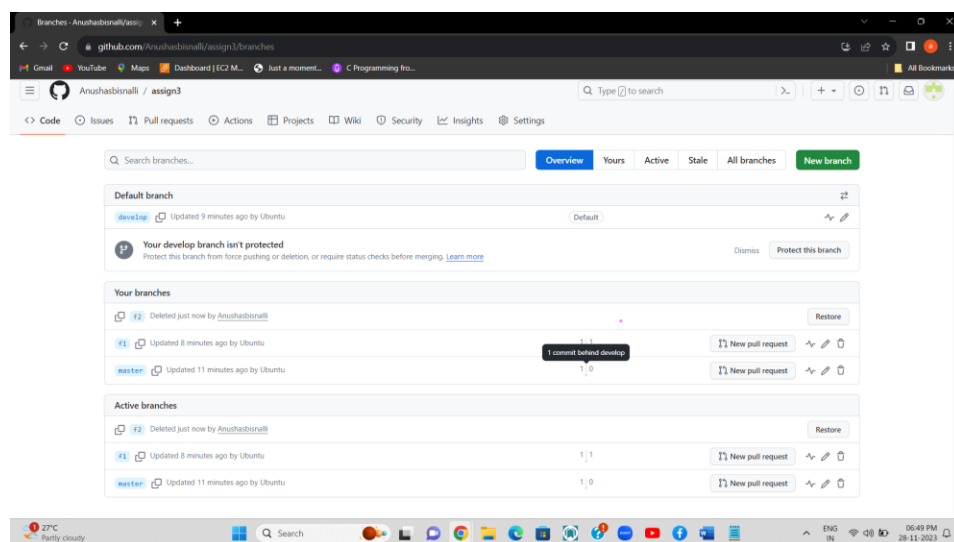 Branches · Anushasbisnalli/assig
github.com/Anushasbisnalli/assign3/branches
Gmail YouTube Maps Dashboard | EC2 M... Just a moment... C Programming fro... All Bookmarks
Anushasbisnalli / assign3 Type / to search
Code Issues Pull requests Actions Projects Wiki Security Insights Settings
Search branches... Overview Yours Active Stale All branches New branch
Default branch
develop Updated 9 minutes ago by Ubuntu Default
Your develop branch isn't protected
Protect this branch from force pushing or deletion, or require status checks before merging. Learn more Dismiss Protect this branch
Your branches
f2 Deleted just now by Anushasbisnalli Restore
f1 Updated 8 minutes ago by Ubuntu 1 1 New pull request
1 commit behind develop
master Updated 11 minutes ago by Ubuntu 1 0 New pull request
Active branches
f2 Deleted just now by Anushasbisnalli Restore
f1 Updated 8 minutes ago by Ubuntu 1 1 New pull request
master Updated 11 minutes ago by Ubuntu 1 0 New pull request
27°C
Partly cloudy
Search
ENG
IN
06:49 PM
28-11-2023